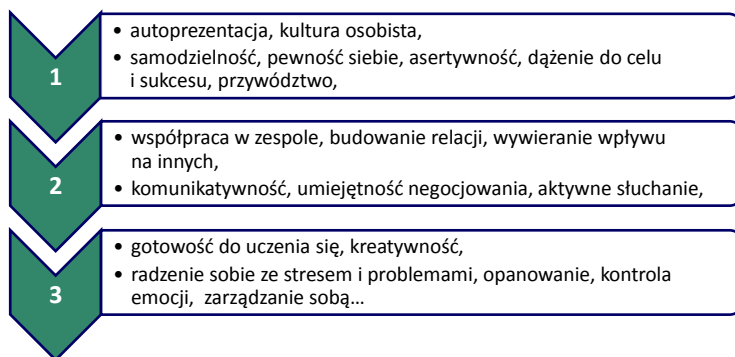 1
• autoprezentacja, kultura osobista,
• samodzielność, pewność siebie, asertywność, dążenie do celu
i sukcesu, przywództwo,
2
• współpraca w zespole, budowanie relacji, wywieranie wpływu
na innych,
• komunikatywność, umiejętność negocjowania, aktywne słuchanie,
3
• gotowość do uczenia się, kreatywność,
• radzenie sobie ze stresem i problemami, opanowanie, kontrola
emocji, zarządzanie sobą…